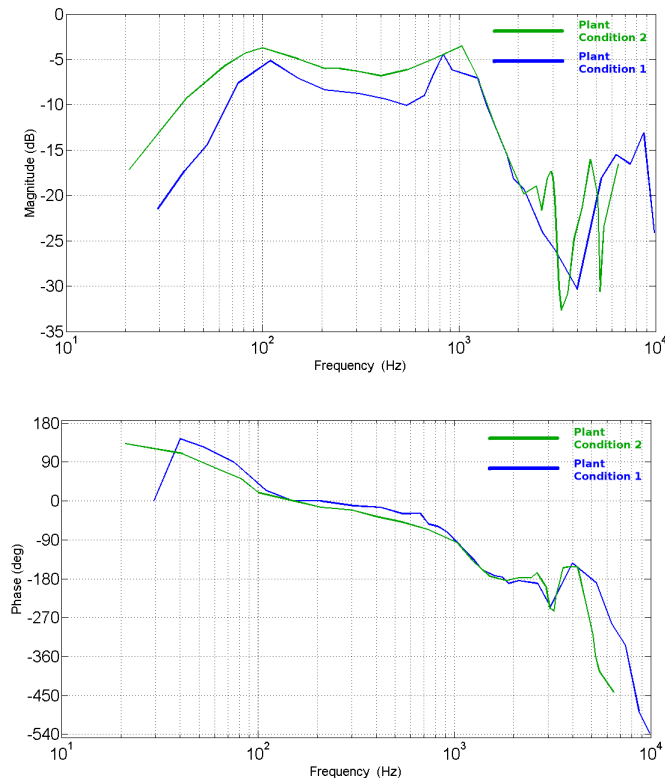 0
-5
-10
-15
-20
-25
-30
-35
Magnitude (dB)
Plant
Condition 2
Plant
Condition 1
10¹
10²
10³
10⁴
Frequency (Hz)
180
90
0
-90
-180
-270
-360
-450
-540
Phase (deg)
Plant
Condition 2
Plant
Condition 1
10¹
10²
10³
10⁴
Frequency (Hz)